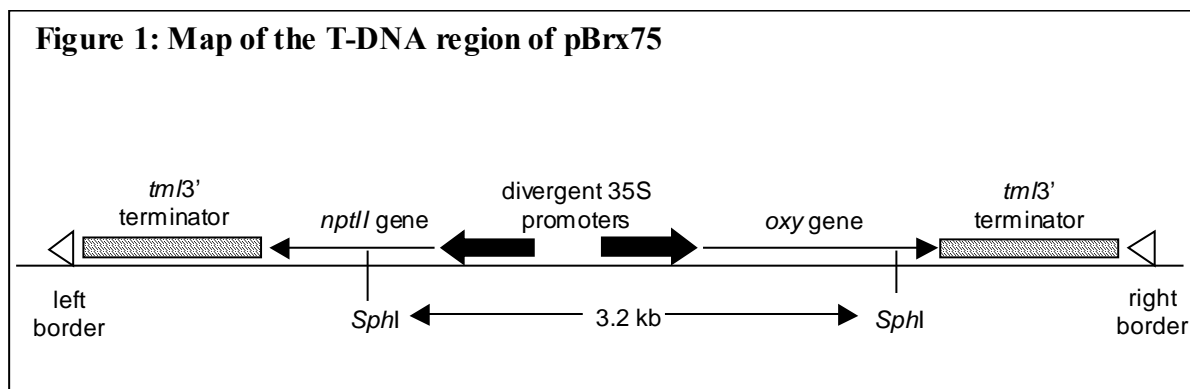 Figure 1: Map of the T-DNA region of pBrx75
tml3’
terminator
nptII gene
divergent 35S
promoters
oxy gene
tml3’
terminator
left
border
SphI
3.2 kb
SphI
right
border